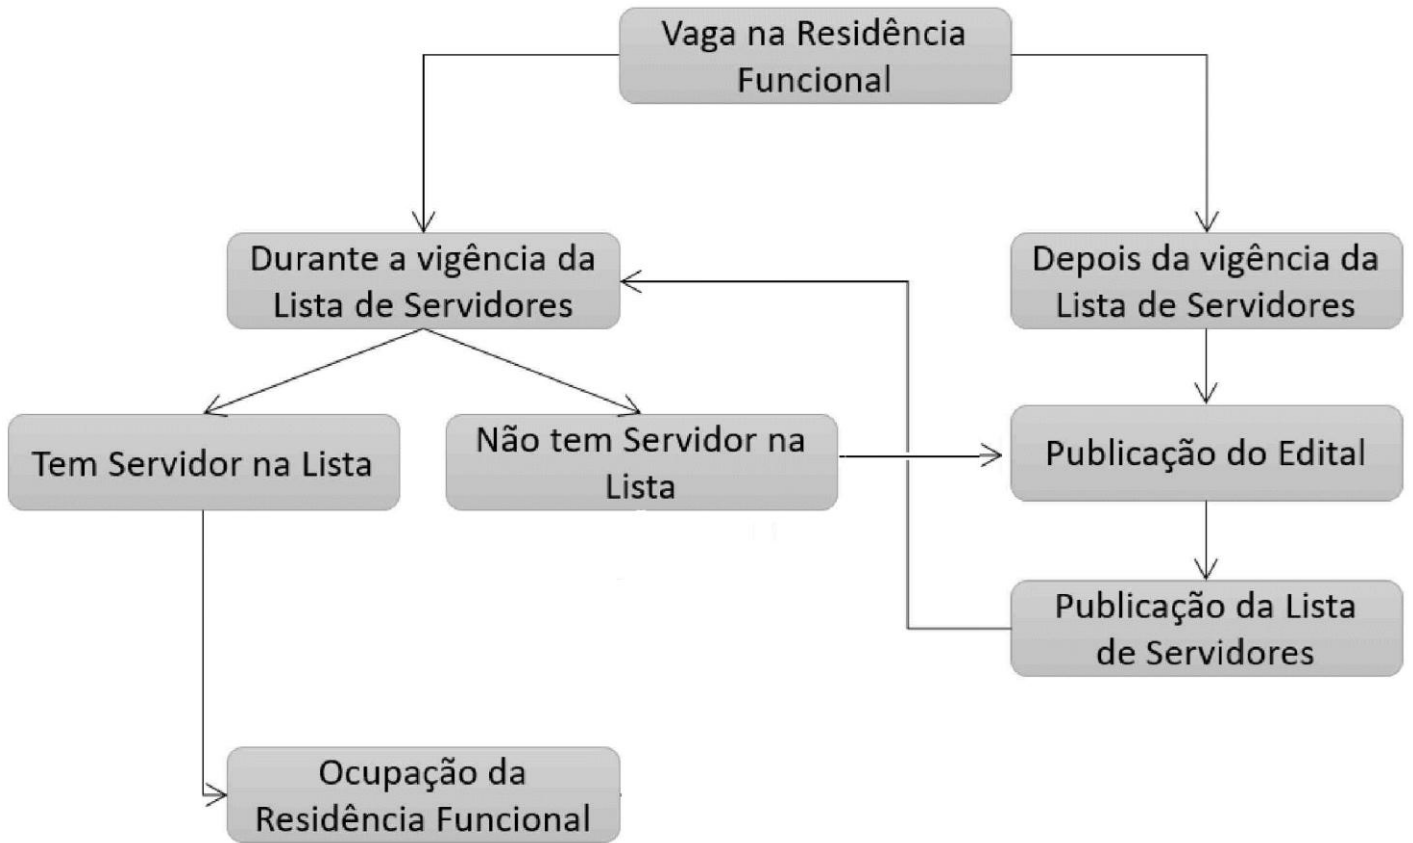 Vaga na Residência
Funcional
Durante a vigência da
Lista de Servidores
Depois da vigência da
Lista de Servidores
Tem Servidor na Lista
Não tem Servidor na
Lista
Publicação do Edital
Publicação da Lista
de Servidores
Ocupação da
Residência Funcional